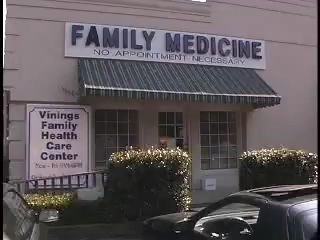 FAMILY MEDICINE
NO APPOINTMENT NECESSARY
Vinings
Family
Health
Care
Center